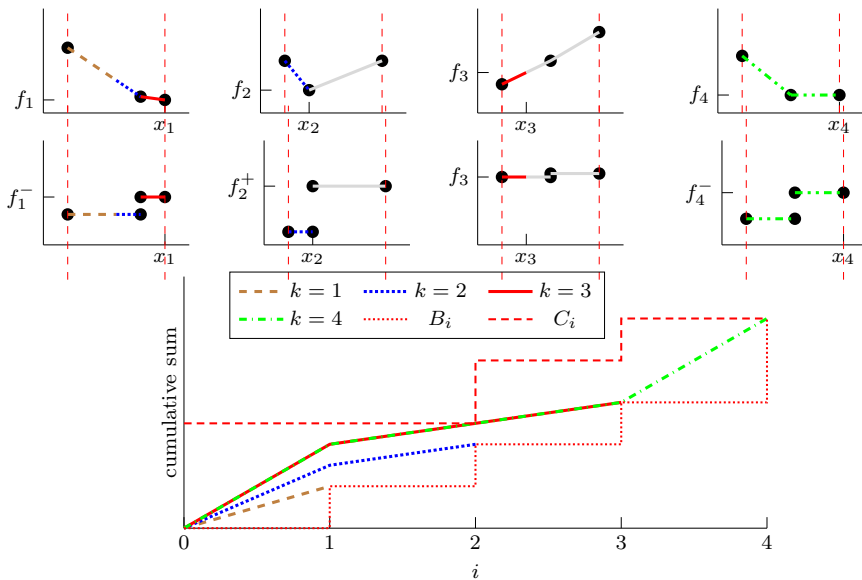 f₁ f₂ f₃ f₄
x₁ x₂ x₃ x₄
f₁⁻ f₂⁺ f₃ f₄⁻
x₁ x₂ x₃ x₄
k = 1 k = 2 k = 3
k = 4 Bᵢ Cᵢ
cumulative sum
0 1 2 3 4
i